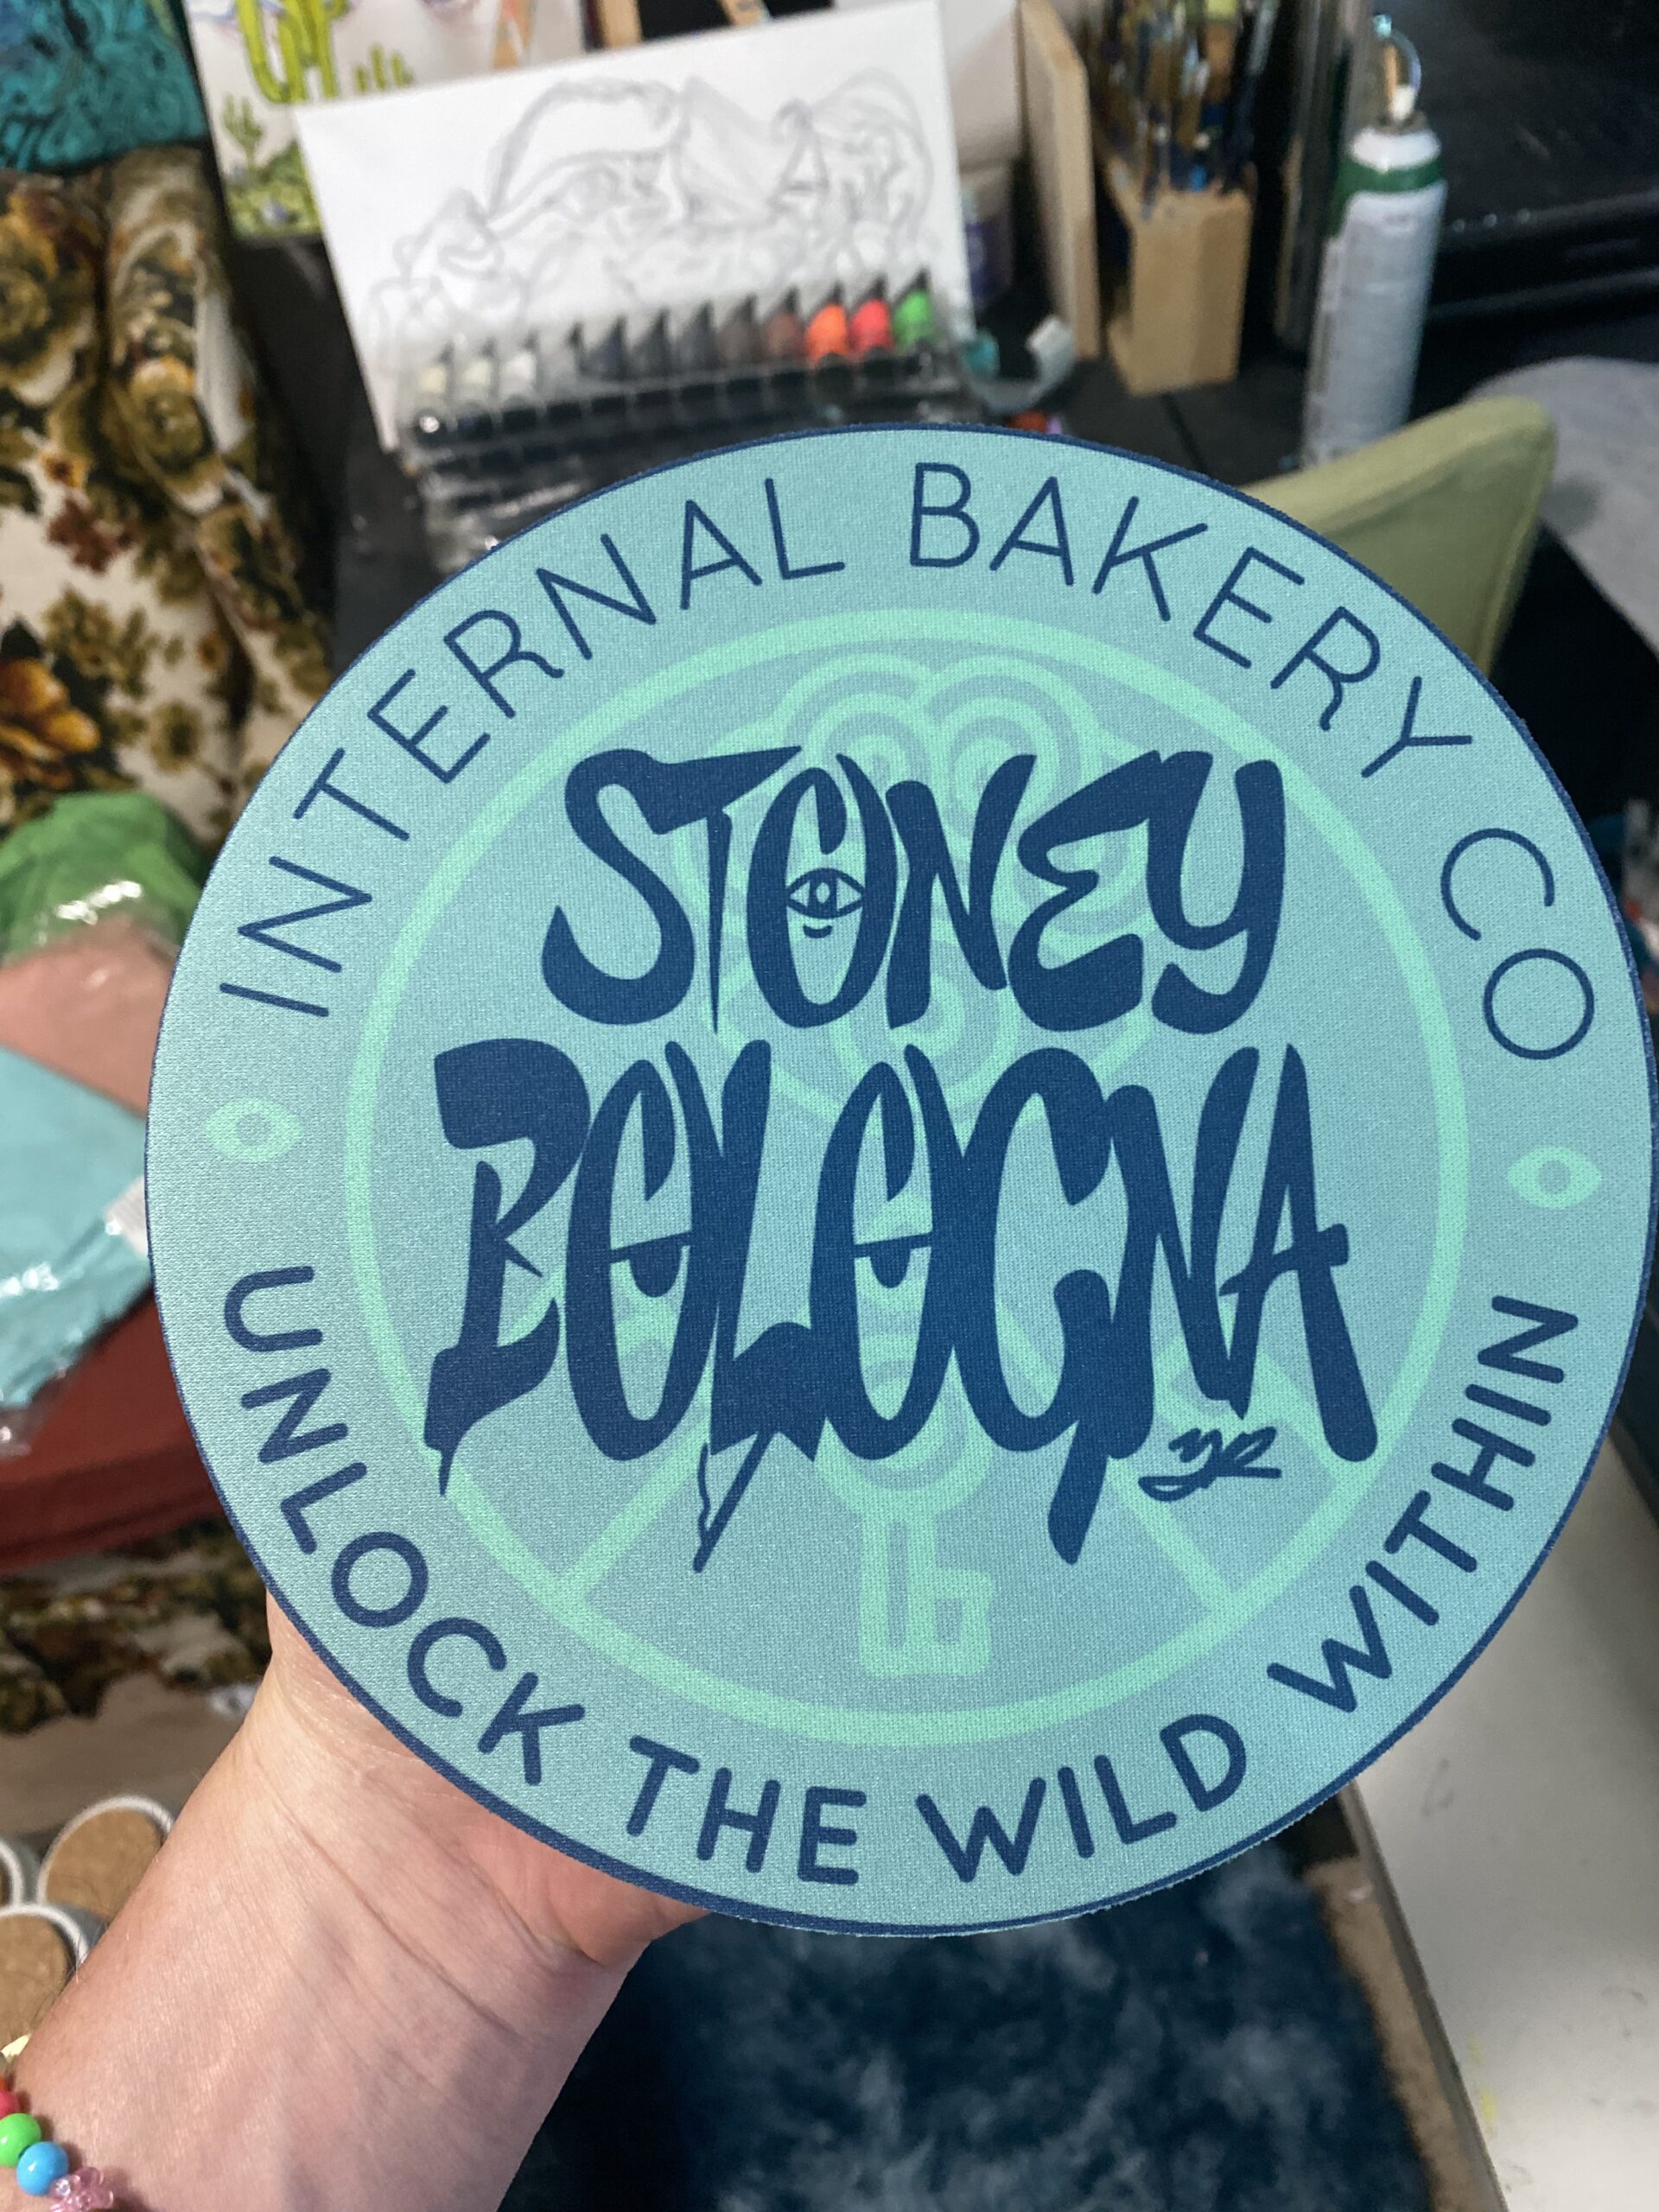 INTERNAL BAKERY CO
STONEY
BOLOGNA
UNLOCK THE WILD WITHIN